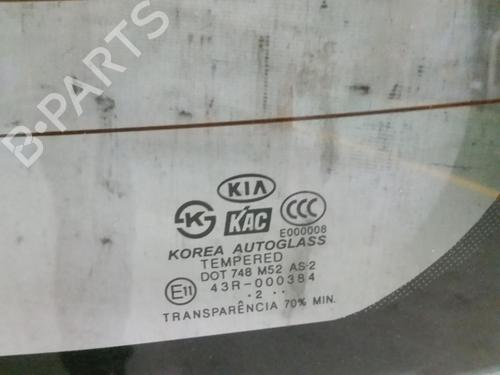 B-PARTS
KIA
KS KAC CCC
E000008
KOREA AUTOGLASS
TEMPERED
DOT 748 M52 AS-2
E11 43R-000384
. 2 . .
TRANSPARÊNCIA 70% MIN.